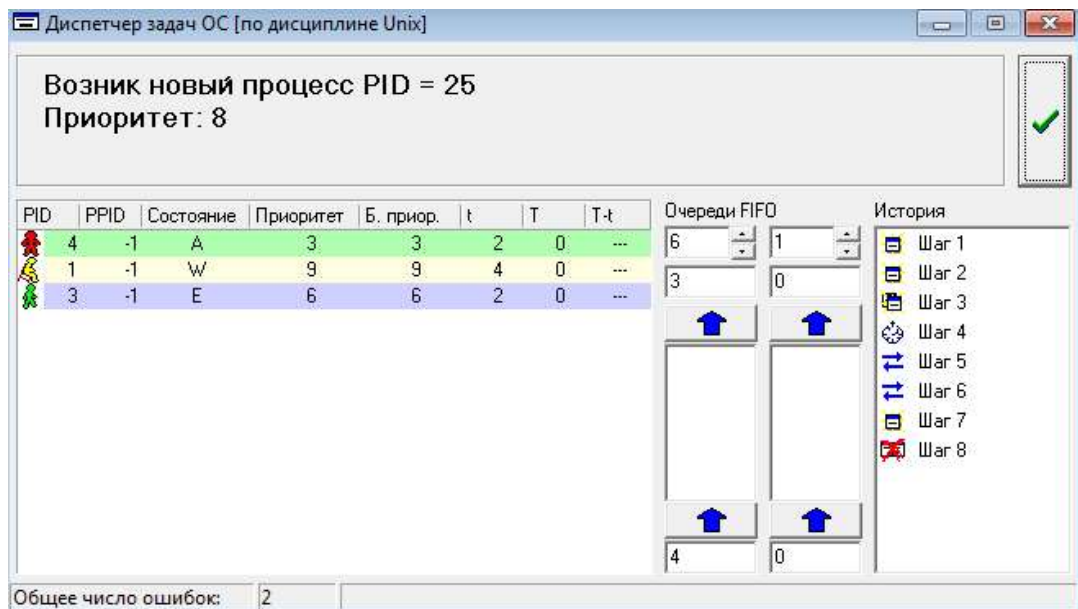 Диспетчер задач ОС [по дисциплине Unix]
Возник новый процесс PID = 25
Приоритет: 8
PID PPID Состояние Приоритет Б. приор. t T T-t
4 -1 A 3 3 2 0 ---
1 -1 W 9 9 4 0 ---
3 -1 E 6 6 2 0 ---
Очереди FIFO
6 1
3 0
4 0
История
Шаг 1
Шаг 2
Шаг 3
Шаг 4
Шаг 5
Шаг 6
Шаг 7
Шаг 8
Общее число ошибок: 2